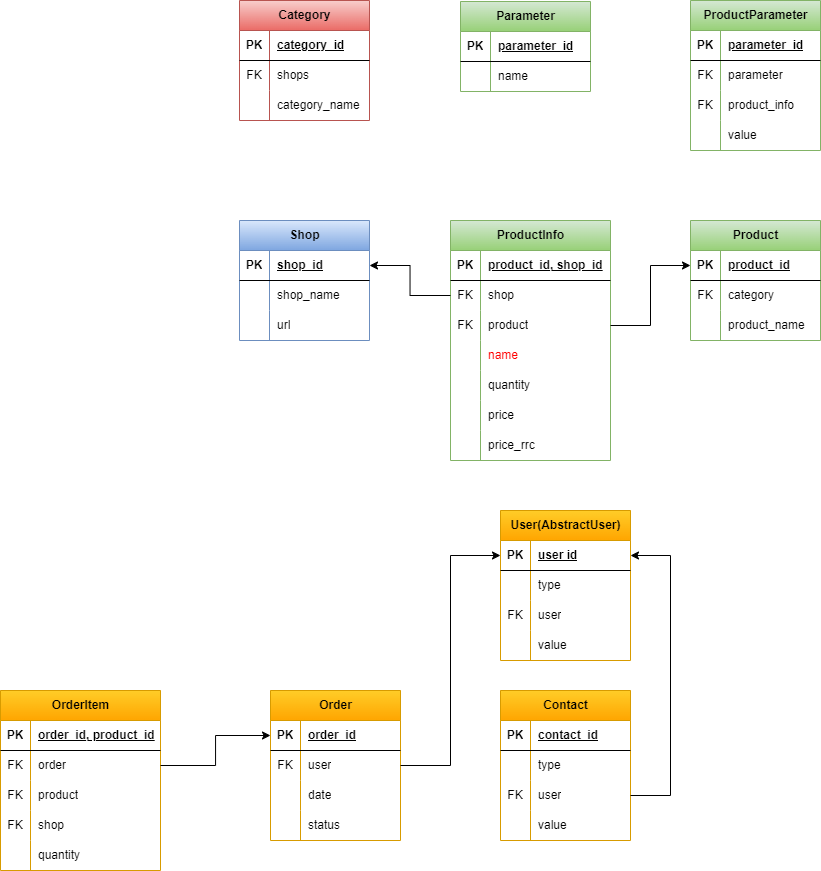 Category
PK category_id
FK shops
category_name
Parameter
PK parameter_id
name
ProductParameter
PK parameter_id
FK parameter
FK product_info
value
Shop
PK shop_id
shop_name
url
ProductInfo
PK product_id, shop_id
FK shop
FK product
name
quantity
price
price_rrc
Product
PK product_id
FK category
product_name
User(AbstractUser)
PK user id
type
FK user
value
OrderItem
PK order_id, product_id
FK order
FK product
FK shop
quantity
Order
PK order_id
FK user
date
status
Contact
PK contact_id
type
FK user
value